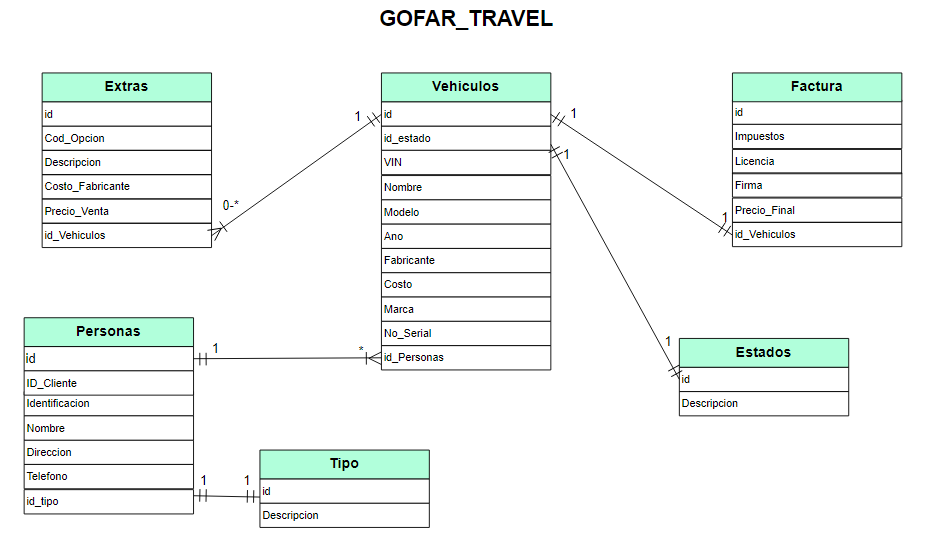 GOFAR_TRAVEL
Extras
id
Cod_Opcion
Descripcion
Costo_Fabricante
Precio_Venta
id_Vehiculos
1
0-*
Vehiculos
id
id_estado
VIN
Nombre
Modelo
Ano
Fabricante
Costo
Marca
No_Serial
id_Personas
1
1
1
1
Factura
id
Impuestos
Licencia
Firma
Precio_Final
id_Vehiculos
Personas
id
ID_Cliente
Identificacion
Nombre
Direccion
Telefono
id_tipo
1
*
1
1
Tipo
id
Descripcion
Estados
id
Descripcion